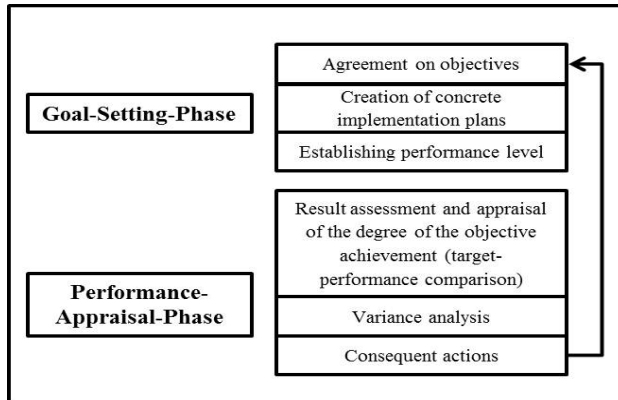 Goal-Setting-Phase
Agreement on objectives
Creation of concrete
implementation plans
Establishing performance level
Performance-
Appraisal-Phase
Result assessment and appraisal
of the degree of the objective
achievement (target-
performance comparison)
Variance analysis
Consequent actions